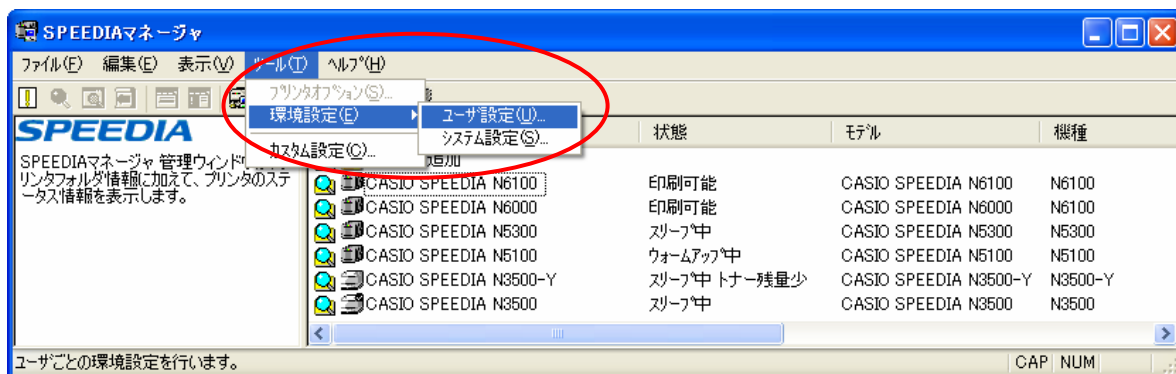 SPEEDIAマネージャ
ファイル(F) 編集(E) 表示(V) ツール(T) ヘルプ(H)
プリンタオプション(S)...
環境設定(E) ユーザ設定(U)...
システム設定(S)...
カスタム設定(C)...
SPEEDIA
SPEEDIAマネージャ 管理ウィンドウ
リンタフォルダ情報に加えて、プリンタのステ
ータス情報を表示します。
状態 モデル 機種
追加
CASIO SPEEDIA N6100 印刷可能 CASIO SPEEDIA N6100 N6100
CASIO SPEEDIA N6000 印刷可能 CASIO SPEEDIA N6000 N6100
CASIO SPEEDIA N5300 スリープ中 CASIO SPEEDIA N5300 N5300
CASIO SPEEDIA N5100 ウォームアップ中 CASIO SPEEDIA N5100 N5100
CASIO SPEEDIA N3500-Y スリープ中 トナー残量少 CASIO SPEEDIA N3500-Y N3500-Y
CASIO SPEEDIA N3500 スリープ中 CASIO SPEEDIA N3500 N3500
ユーザごとの環境設定を行います。 CAP NUM